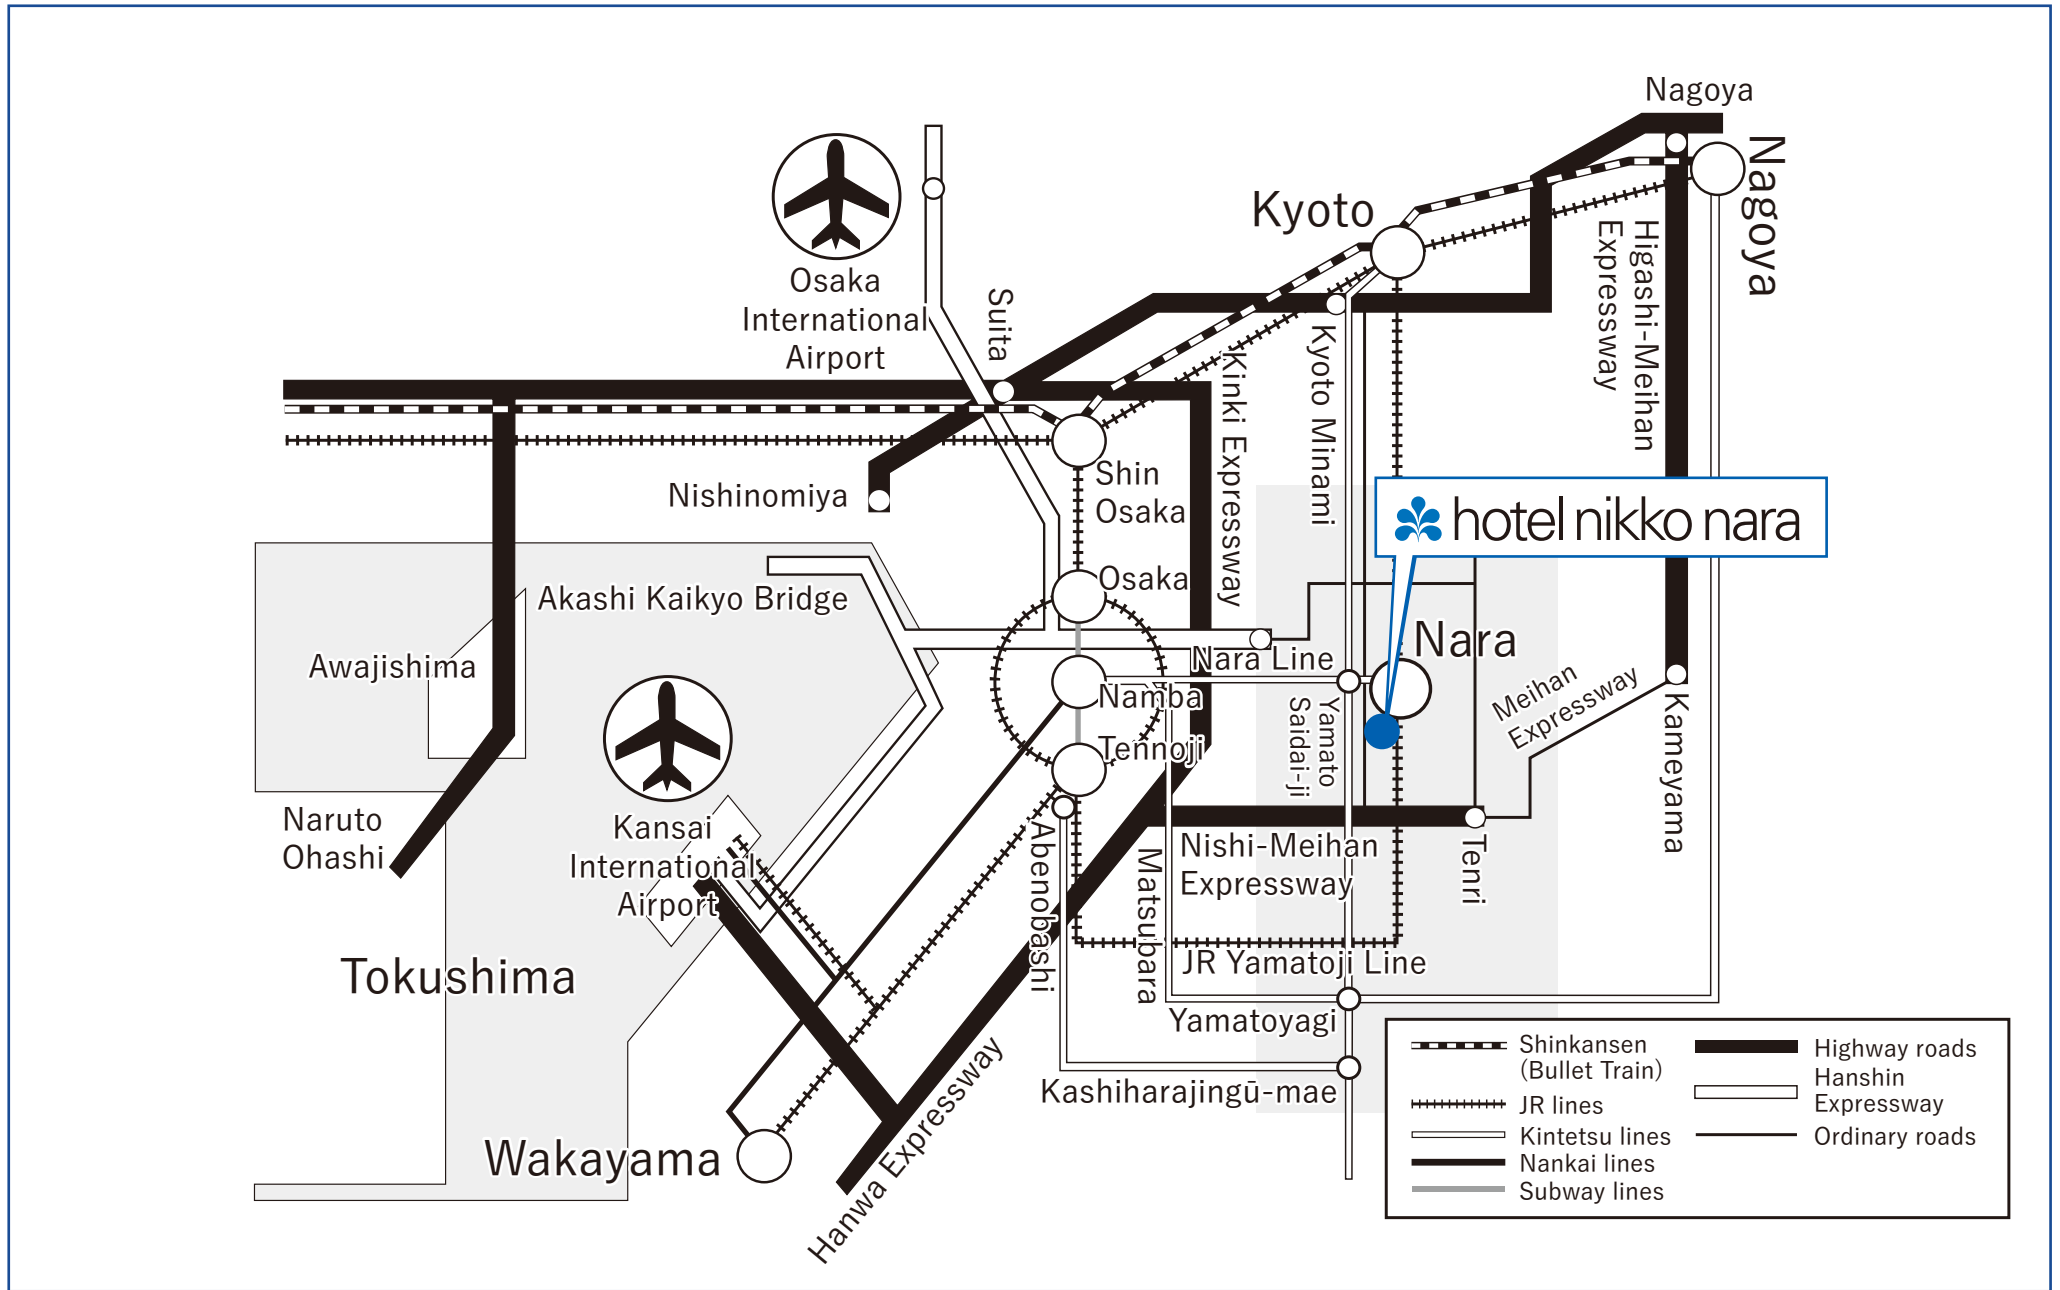 Nagoya
Nagoya
Kyoto
Higashi-Meihan
Expressway
Osaka
International
Airport
Suita
Kinki Expressway
Kyoto Minami
Shin
Osaka
Nishinomiya
hotel nikko nara
Osaka
Akashi Kaikyo Bridge
Nara
Nara Line
Awajishima
Namba
Yamato
Saidai-ji
Meihan
Expressway
Kameyama
Tennoji
Naruto
Ohashi
Kansai
International
Airport
Abenobashi
Matsubara
Nishi-Meihan
Expressway
Tenri
JR Yamatoji Line
Tokushima
Yamatoyagi
Kashiharajingū-mae
Wakayama
Hanwa Expressway
Shinkansen
(Bullet Train)
JR lines
Kintetsu lines
Nankai lines
Subway lines
Highway roads
Hanshin
Expressway
Ordinary roads